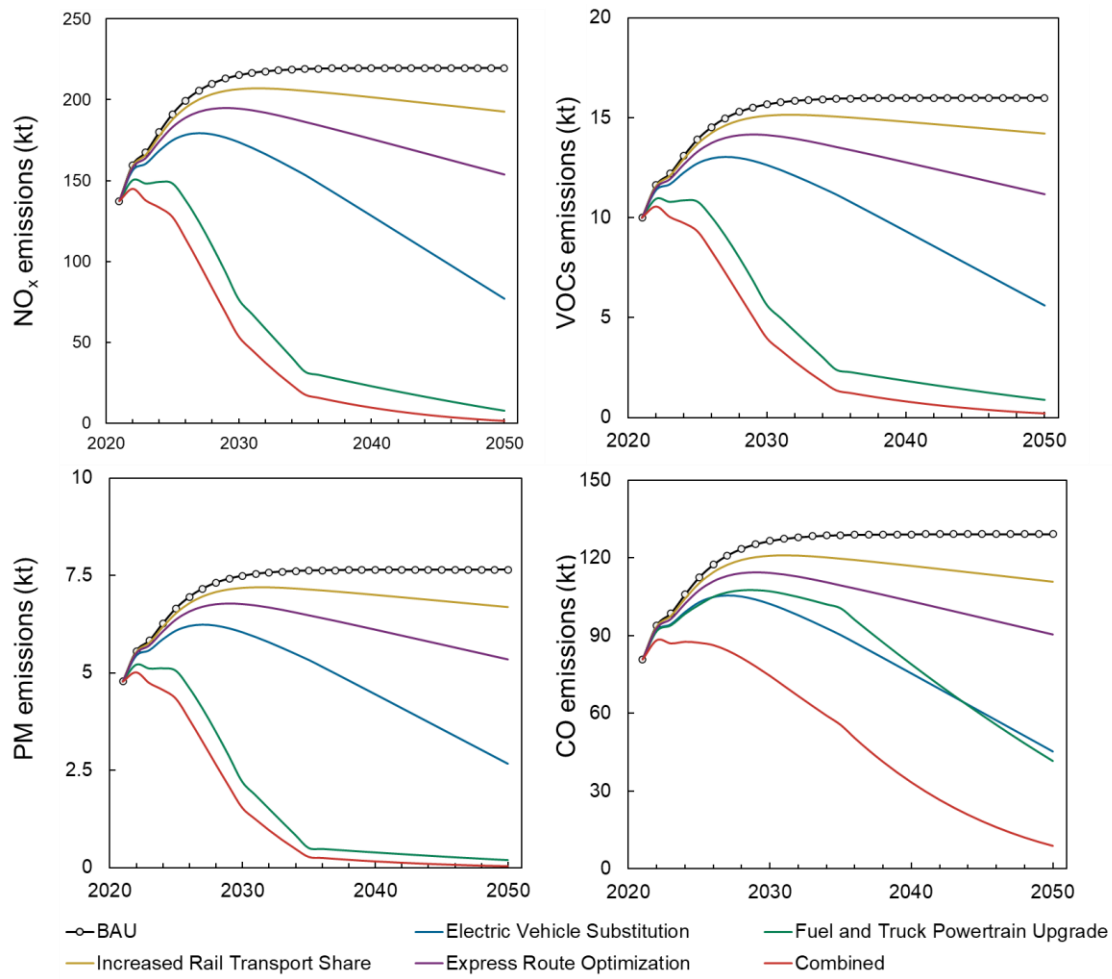 250
200
150
100
50
0
NOx emissions (kt)
2020 2030 2040 2050
20
15
10
5
0
VOCs emissions (kt)
2020 2030 2040 2050
10
7.5
5
2.5
0
PM emissions (kt)
2020 2030 2040 2050
150
120
90
60
30
0
CO emissions (kt)
2020 2030 2040 2050
BAU Electric Vehicle Substitution Fuel and Truck Powertrain Upgrade
Increased Rail Transport Share Express Route Optimization Combined